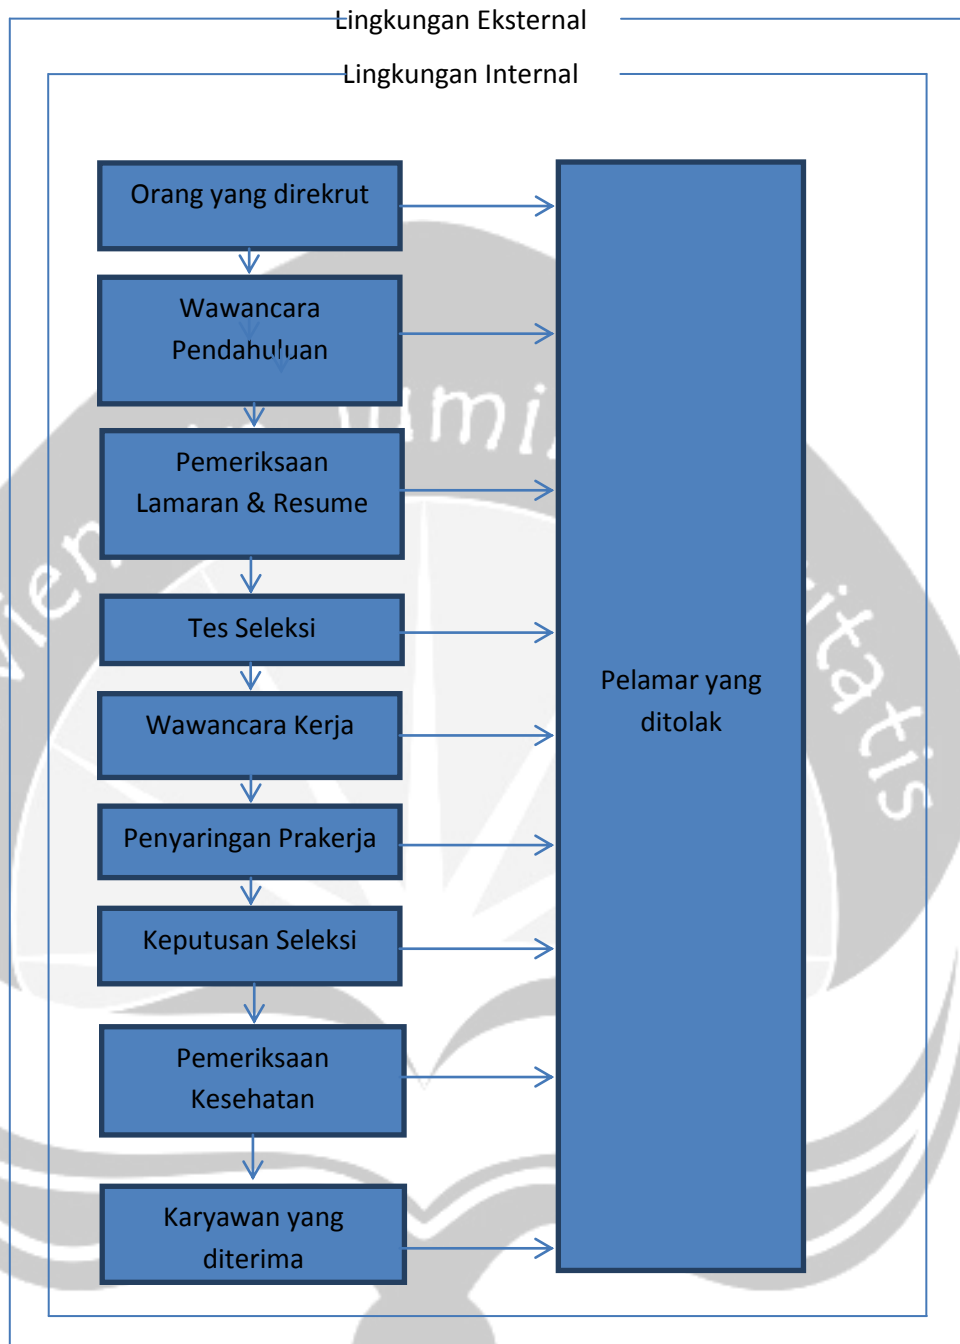 Lingkungan Eksternal
Lingkungan Internal
Orang yang direkrut
Wawancara
Pendahuluan
Pemeriksaan
Lamaran & Resume
Tes Seleksi
Wawancara Kerja
Penyaringan Prakerja
Keputusan Seleksi
Pemeriksaan
Kesehatan
Karyawan yang
diterima
Pelamar yang
ditolak